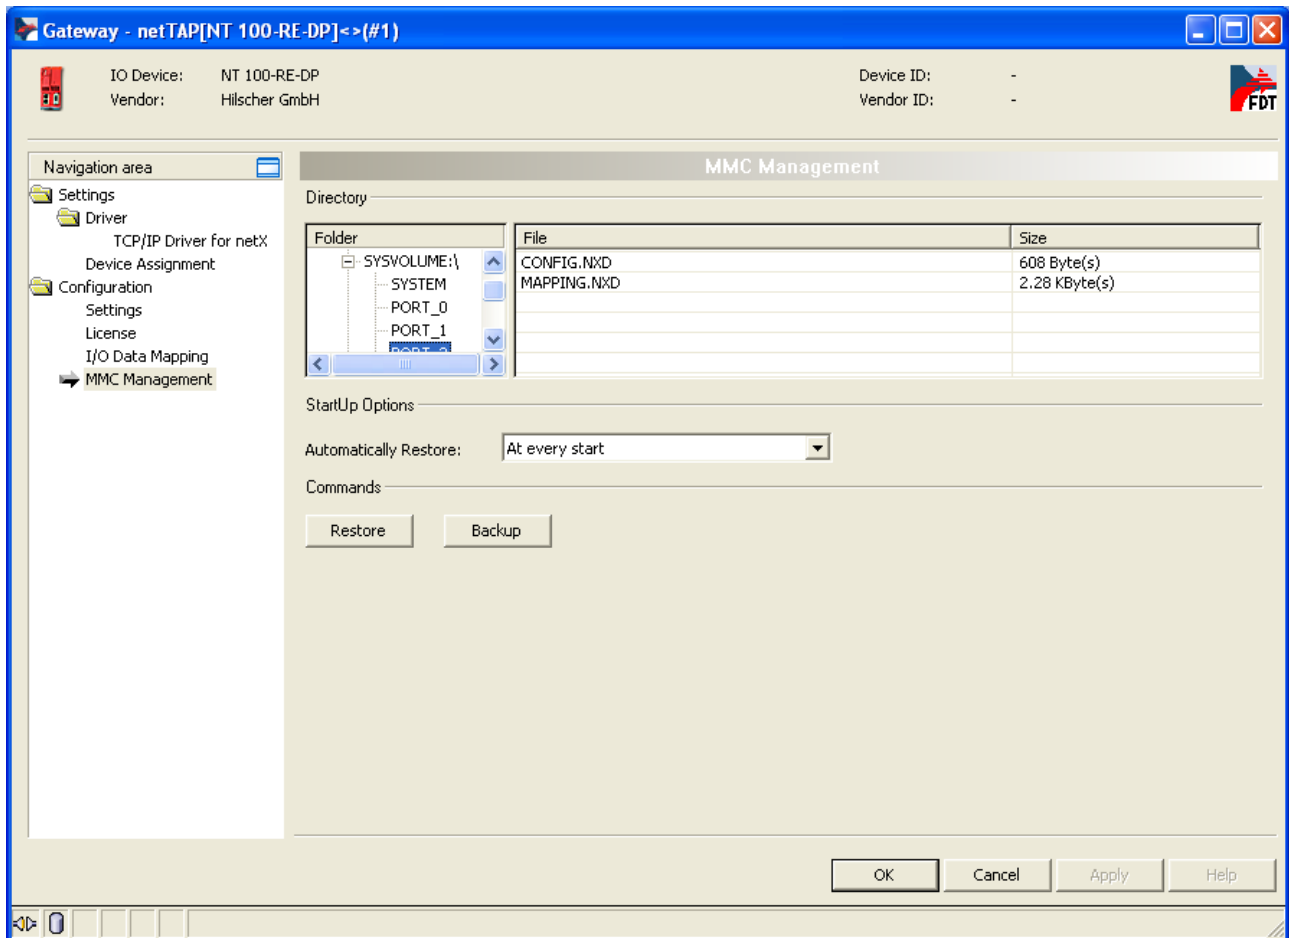 Gateway - netTAP[NT 100-RE-DP]<>(#1)
IO Device: NT 100-RE-DP Device ID: -
Vendor: Hilscher GmbH Vendor ID: -
FDT
Navigation area
Settings
Driver
TCP/IP Driver for netX
Device Assignment
Configuration
Settings
License
I/O Data Mapping
MMC Management
MMC Management
Directory
Folder
SYSVOLUME:\
SYSTEM
PORT_0
PORT_1
PORT_2
File Size
CONFIG.NXD 608 Byte(s)
MAPPING.NXD 2.28 KByte(s)
StartUp Options
Automatically Restore: At every start
Commands
Restore Backup
OK Cancel Apply Help